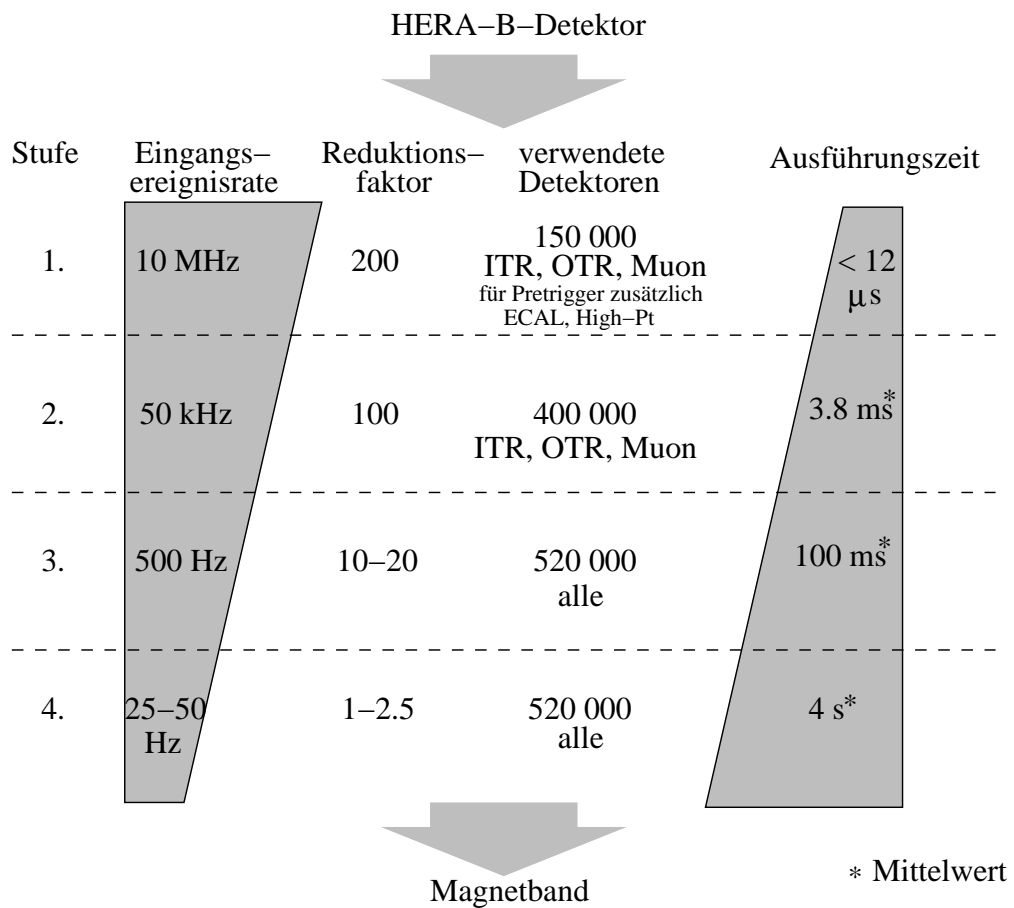 HERA−B−Detektor
Stufe Eingangs− Reduktions− verwendete Ausführungszeit
ereignisrate faktor Detektoren
1. 10 MHz 200 150 000 < 12
ITR, OTR, Muon µs
für Pretrigger zusätzlich
ECAL, High−Pt
2. 50 kHz 100 400 000 3.8 ms*
ITR, OTR, Muon
3. 500 Hz 10−20 520 000 100 ms*
alle
4. 25−50 1−2.5 520 000 4 s*
Hz alle
Magnetband
* Mittelwert